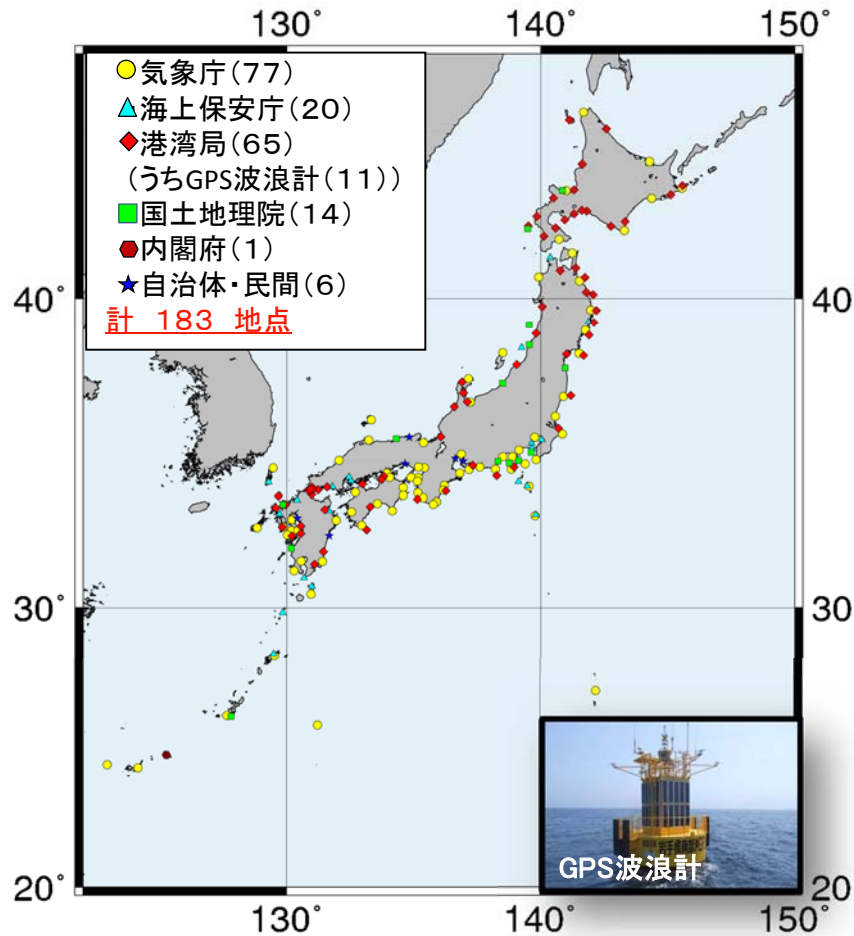 130° 140° 150°
気象庁(77)
海上保安庁(20)
港湾局(65)
(うちGPS波浪計(11))
国土地理院(14)
内閣府(1)
自治体・民間(6)
計 183 地点
40° 40
30° 30
GPS波浪計
20° 20
130° 140° 150°